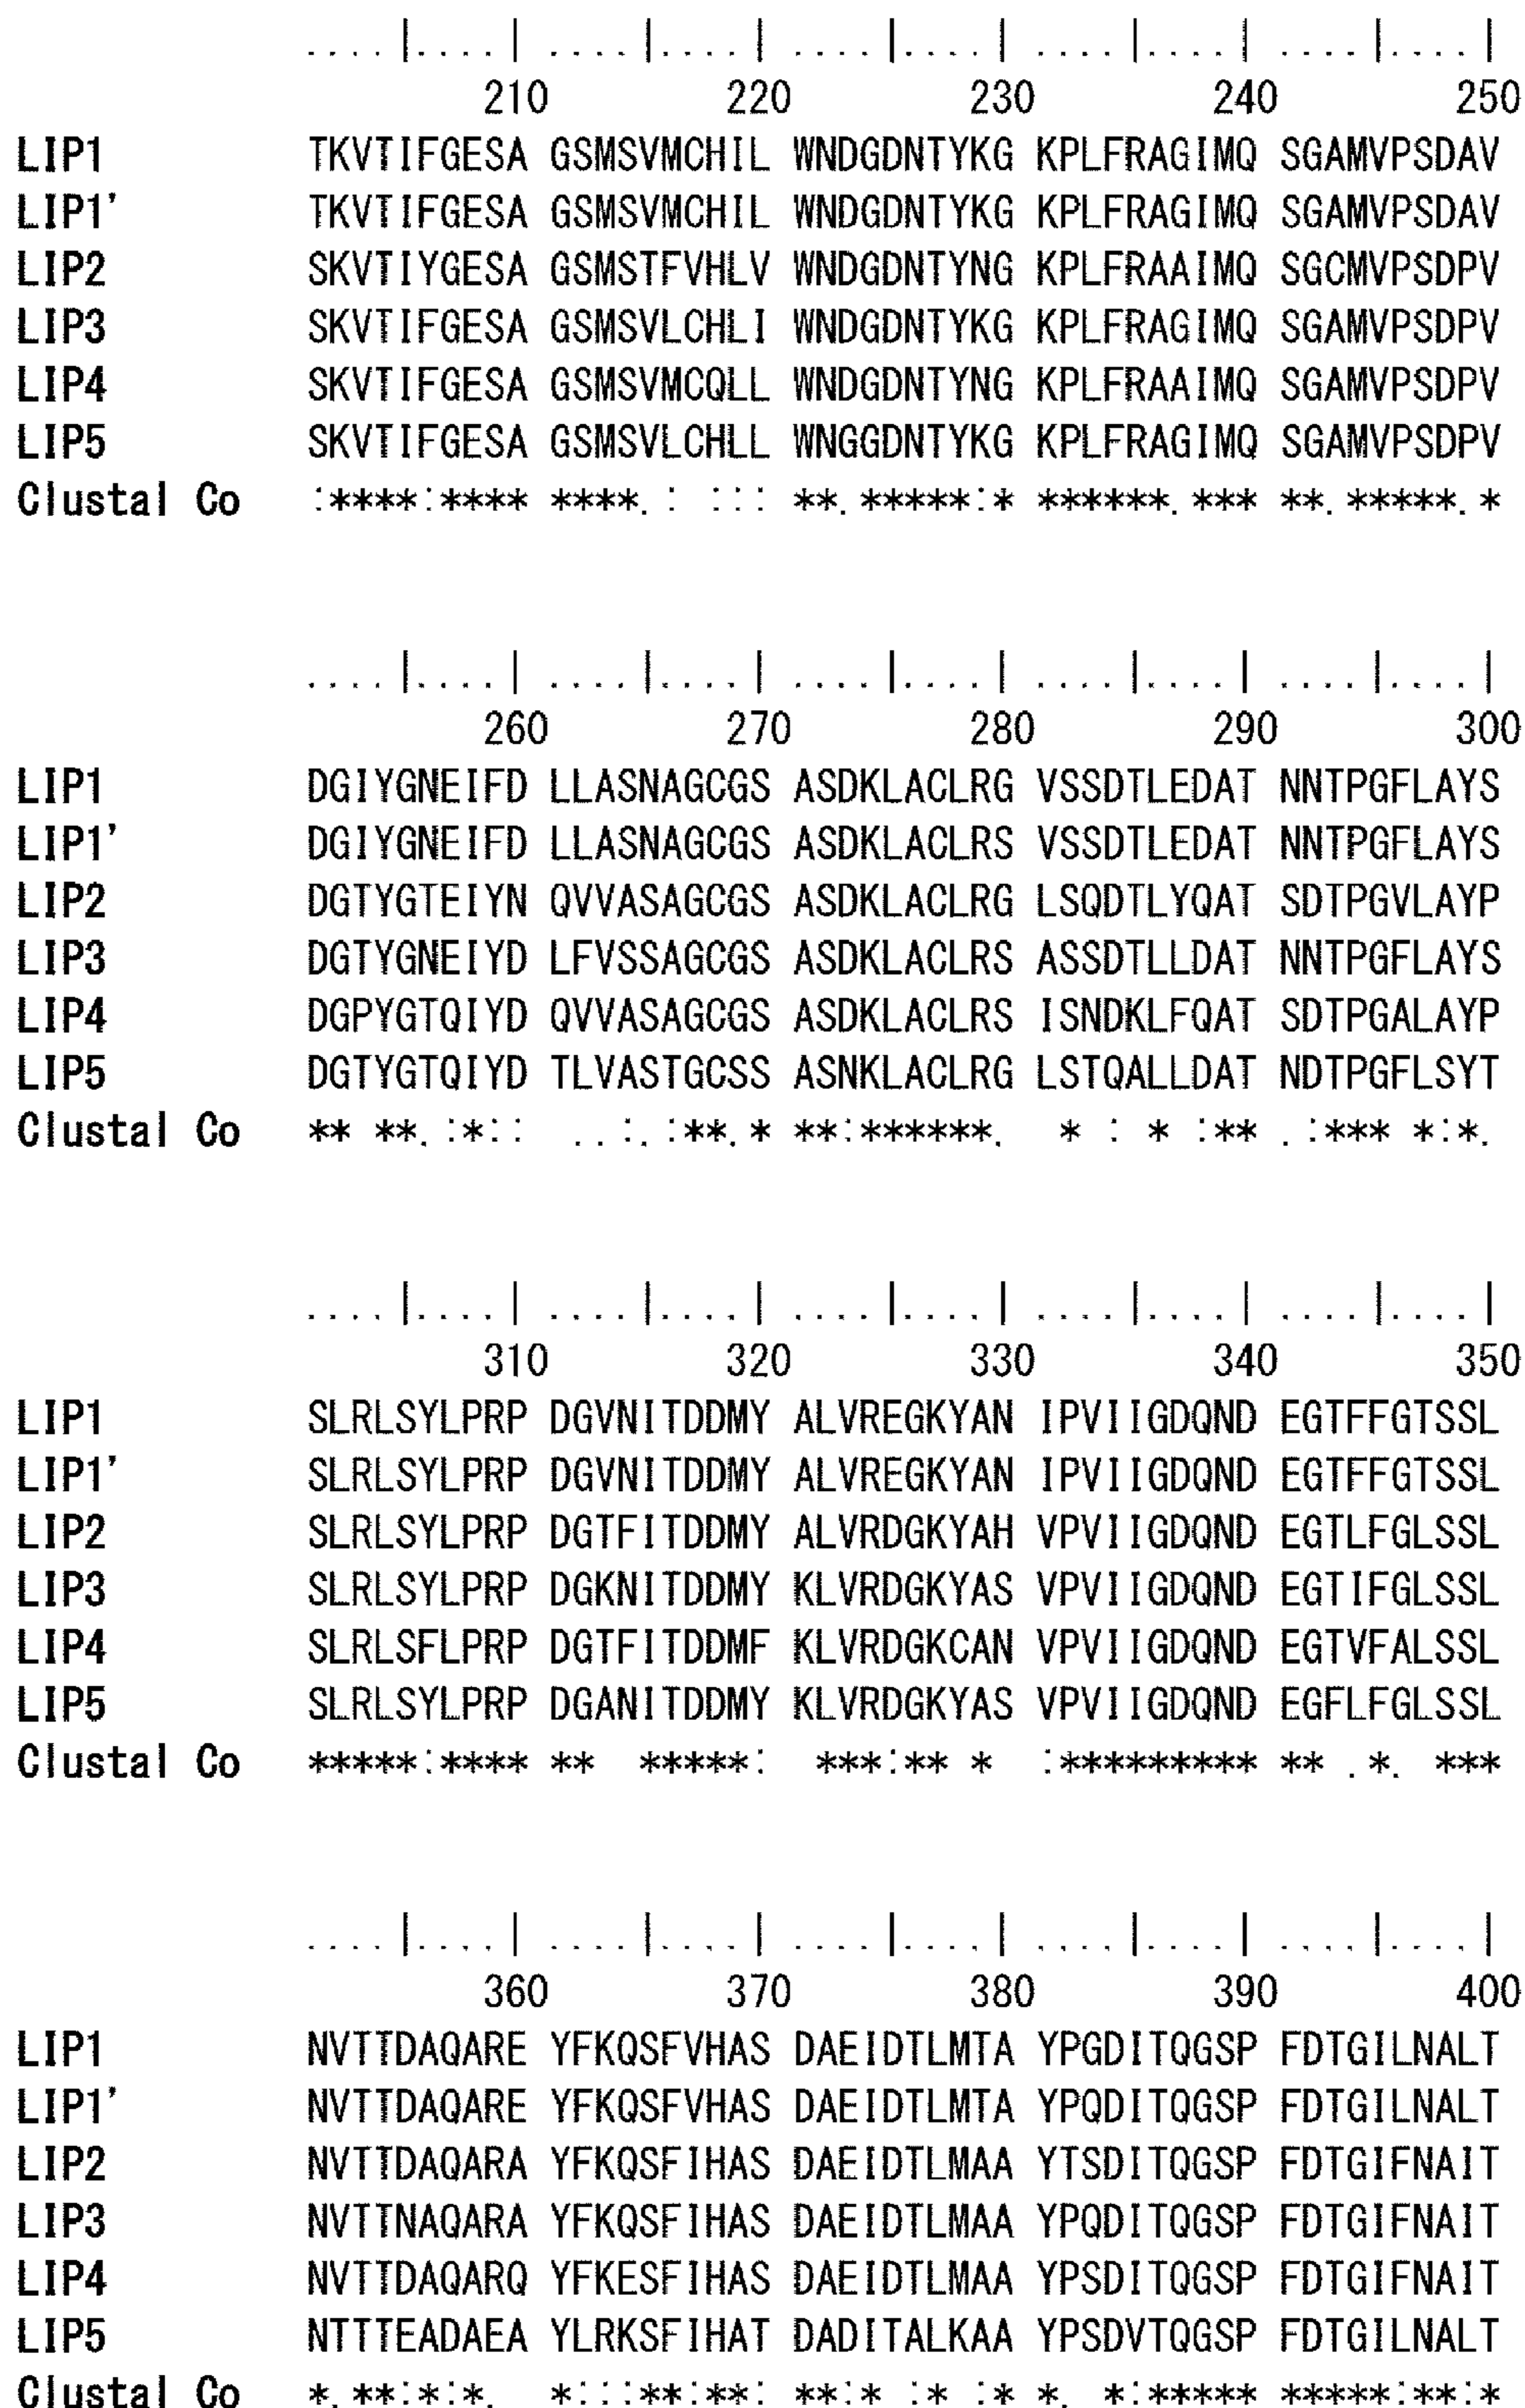 ....|....| ....|....| ....|....| ....|....| ....|....|
210 220 230 240 250
LIP1 TKVTIFGESA GSMSVMCHIL WNDGDNTYKG KPLFRAGIMQ SGAMVPSDAV
LIP1' TKVTIFGESA GSMSVMCHIL WNDGDNTYKG KPLFRAGIMQ SGAMVPSDAV
LIP2 SKVTIYGESA GSMSTFVHLV WNDGDNTYNG KPLFRAAIMQ SGCMVPSDPV
LIP3 SKVTIFGESA GSMSVLCHLI WNDGDNTYKG KPLFRAGIMQ SGAMVPSDPV
LIP4 SKVTIFGESA GSMSVMCQLL WNDGDNTYNG KPLFRAAIMQ SGAMVPSDPV
LIP5 SKVTIFGESA GSMSVLCHLL WNGGDNTYKG KPLFRAGIMQ SGAMVPSDPV
Clustal Co :****:**** ****.: ::: **.*****:* ******.*** **.*****.*
....|....| ....|....| ....|....| ....|....| ....|....|
260 270 280 290 300
LIP1 DGIYGNEIFD LLASNAGCGS ASDKLACLRG VSSDTLEDAT NNTPGFLAYS
LIP1' DGIYGNEIFD LLASNAGCGS ASDKLACLRS VSSDTLEDAT NNTPGFLAYS
LIP2 DGTYGTEIYN QVVASAGCGS ASDKLACLRG LSQDTLYQAT SDTPGVLAYP
LIP3 DGTYGNEIYD LFVSSAGCGS ASDKLACLRS ASSDTLLDAT NNTPGFLAYS
LIP4 DGPYGTQIYD QVVASAGCGS ASDKLACLRS ISNDKLFQAT SDTPGALAYP
LIP5 DGTYGTQIYD TLVASTGCSS ASNKLACLRG LSTQALLDAT NDTPGFLSYT
Clustal Co ** **.:*:: ..:.:**.* **:******. * : * :** .:*** *:*.
....|....| ....|....| ....|....| ....|....| ....|....|
310 320 330 340 350
LIP1 SLRLSYLPRP DGVNITDDMY ALVREGKYAN IPVIIGDQND EGTFFGTSSL
LIP1' SLRLSYLPRP DGVNITDDMY ALVREGKYAN IPVIIGDQND EGTFFGTSSL
LIP2 SLRLSYLPRP DGTFITDDMY ALVRDGKYAH VPVIIGDQND EGTLFGLSSL
LIP3 SLRLSYLPRP DGKNITDDMY KLVRDGKYAS VPVIIGDQND EGTIFGLSSL
LIP4 SLRLSFLPRP DGTFITDDMF KLVRDGKCAN VPVIIGDQND EGTVFALSSL
LIP5 SLRLSYLPRP DGANITDDMY KLVRDGKYAS VPVIIGDQND EGFLFGLSSL
Clustal Co *****:**** ** *****: ***:** * :********* ** .*. ***
....|....| ....|....| ....|....| ....|....| ....|....|
360 370 380 390 400
LIP1 NVTTDAQARE YFKQSFVHAS DAEIDTLMTA YPGDITQGSP FDTGILNALT
LIP1' NVTTDAQARE YFKQSFVHAS DAEIDTLMTA YPQDITQGSP FDTGILNALT
LIP2 NVTTDAQARA YFKQSFIHAS DAEIDTLMAA YTSDITQGSP FDTGIFNAIT
LIP3 NVTTNAQARA YFKQSFIHAS DAEIDTLMAA YPQDITQGSP FDTGIFNAIT
LIP4 NVTTDAQARQ YFKESFIHAS DAEIDTLMAA YPSDITQGSP FDTGIFNAIT
LIP5 NTTTEADAEA YLRKSFIHAT DADITALKAA YPSDVTQGSP FDTGILNALT
Clustal Co *.**:*:*. *:::**:**: **:* :* :* *. *:***** *****:**:*